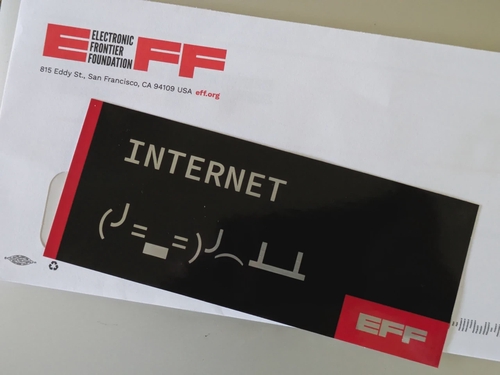 EFF
ELECTRONIC
FRONTIER
FOUNDATION
815 Eddy St., San Francisco, CA 94109 USA eff.org
INTERNET
(╯=▄=)╯︵┻━┻
EFF